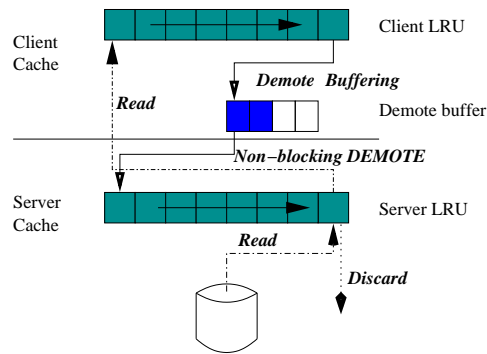 Client LRU
Client
Cache
Demote Buffering
Read
Demote buffer
Non−blocking DEMOTE
Server
Cache
Server LRU
Read
Discard